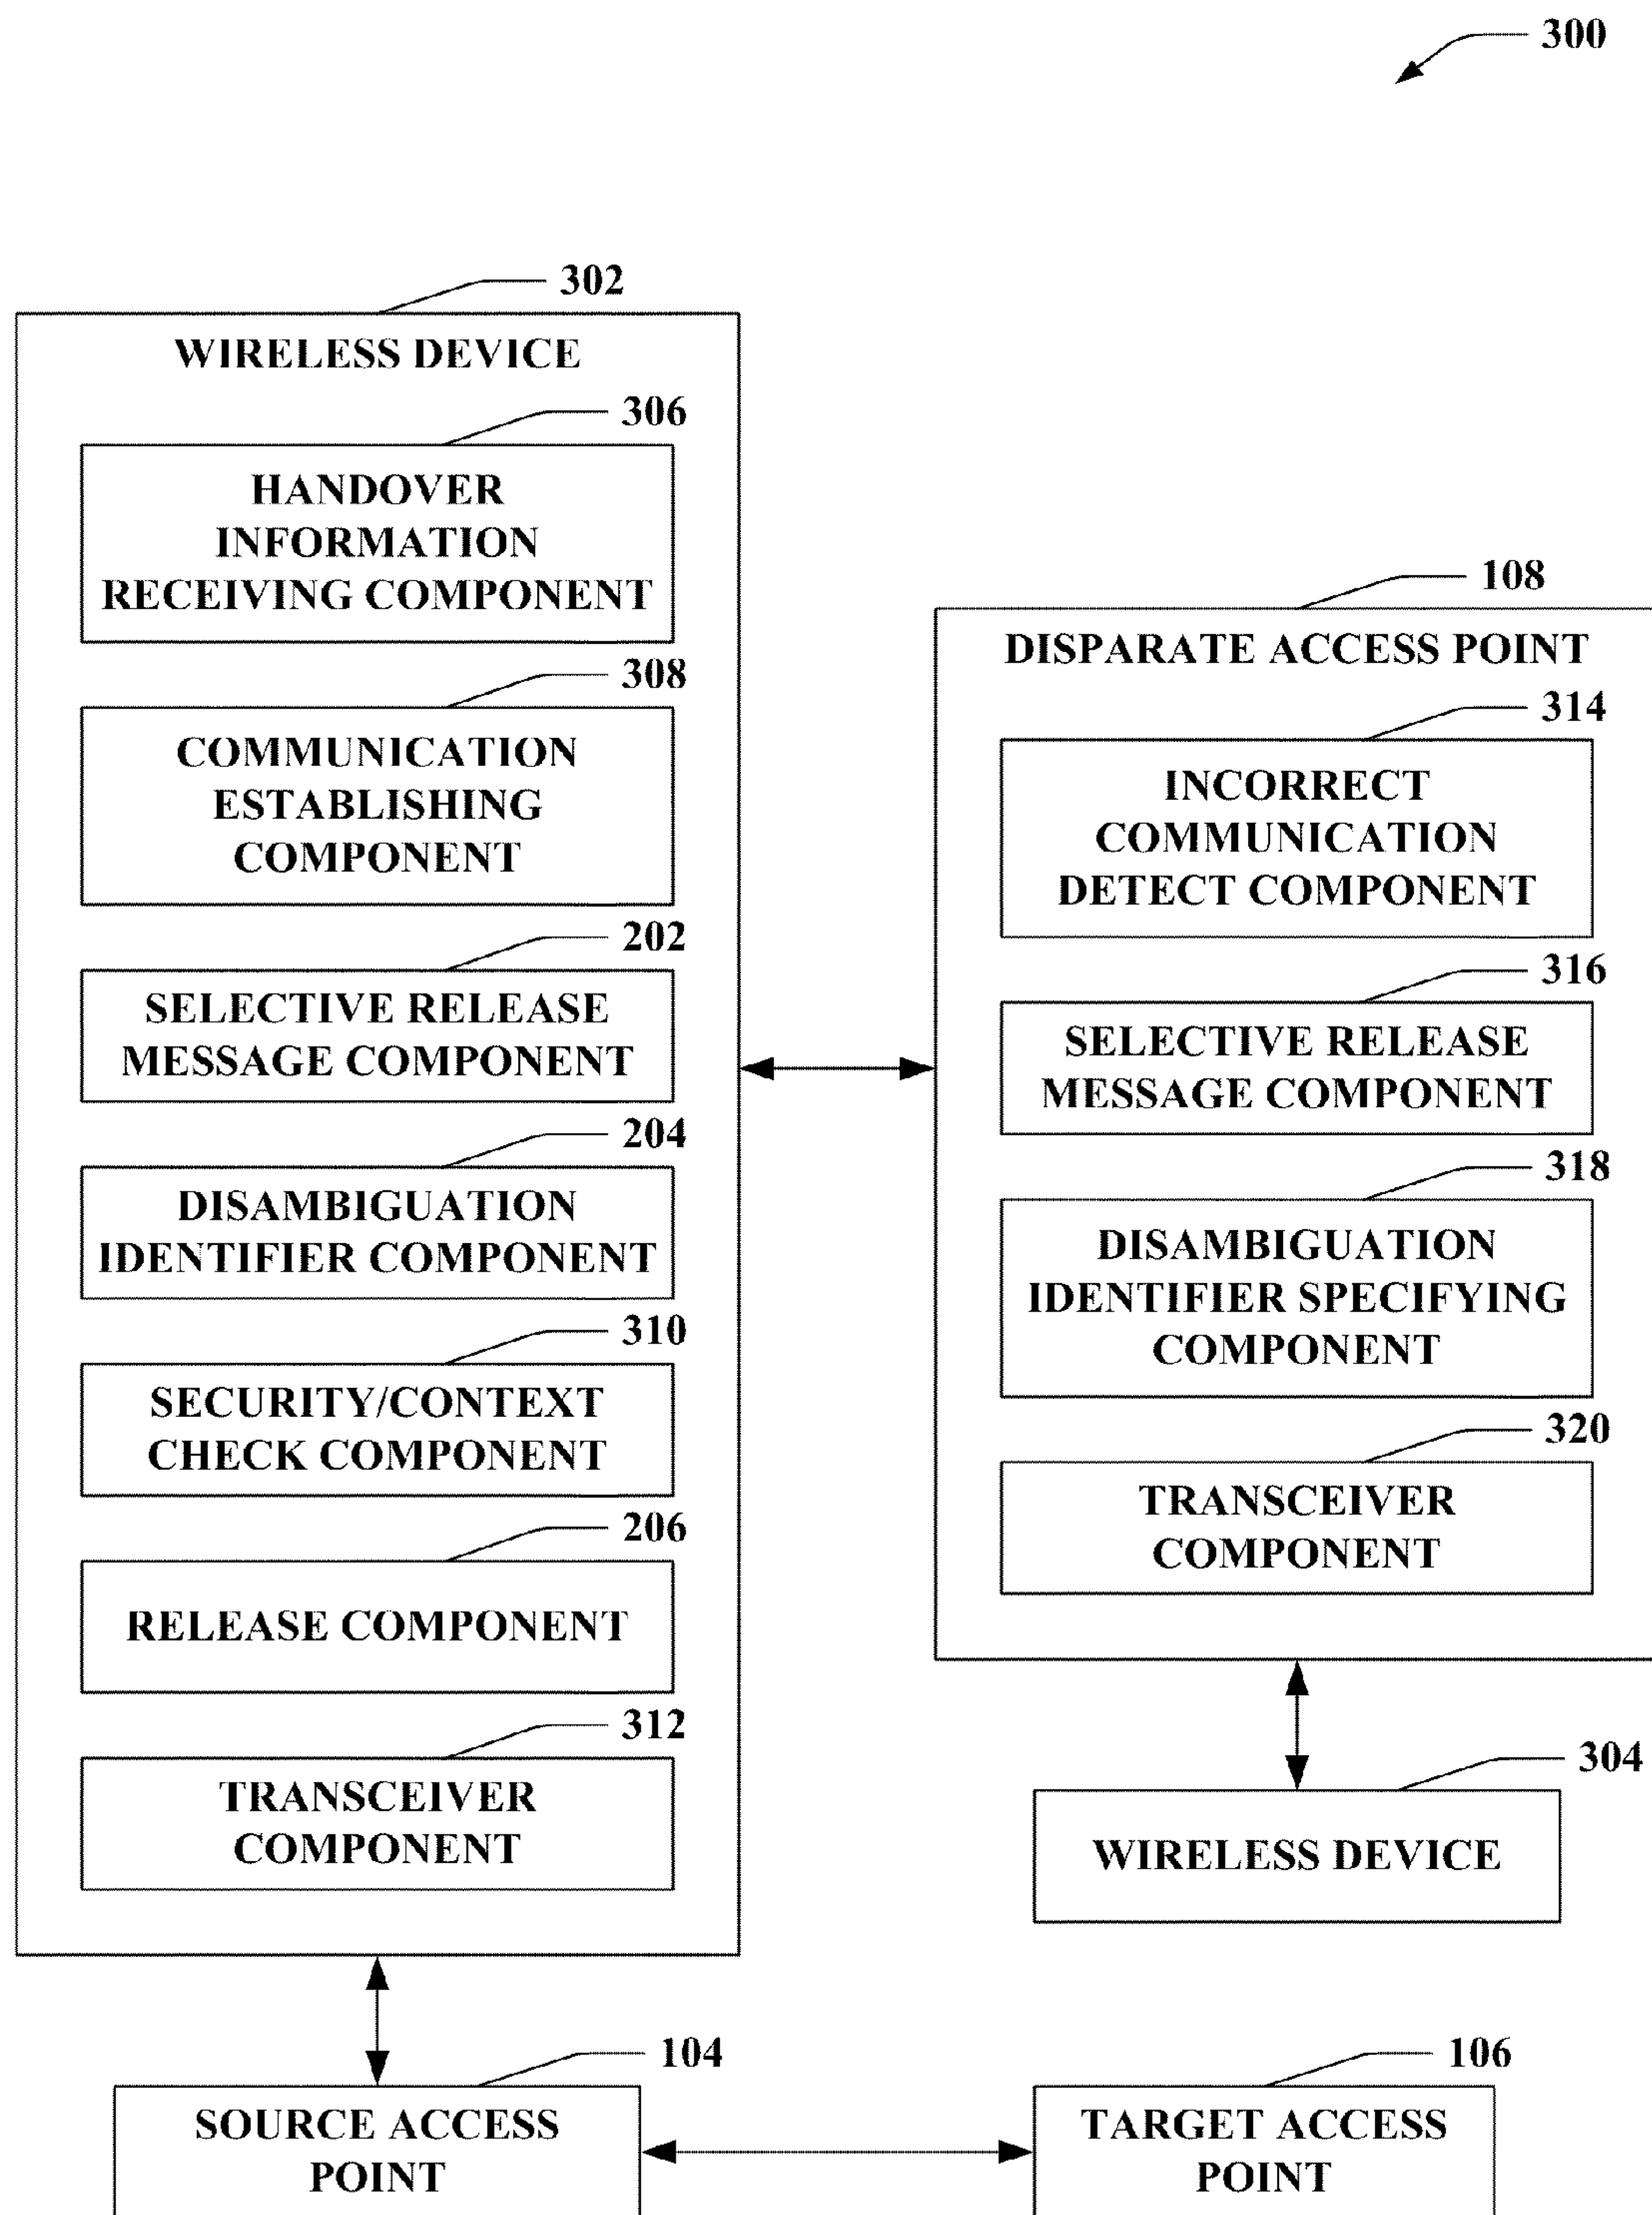 300
302
WIRELESS DEVICE
306
HANDOVER
INFORMATION
RECEIVING COMPONENT
308
COMMUNICATION
ESTABLISHING
COMPONENT
202
SELECTIVE RELEASE
MESSAGE COMPONENT
204
DISAMBIGUATION
IDENTIFIER COMPONENT
310
SECURITY/CONTEXT
CHECK COMPONENT
206
RELEASE COMPONENT
312
TRANSCEIVER
COMPONENT
108
DISPARATE ACCESS POINT
314
INCORRECT
COMMUNICATION
DETECT COMPONENT
316
SELECTIVE RELEASE
MESSAGE COMPONENT
318
DISAMBIGUATION
IDENTIFIER SPECIFYING
COMPONENT
320
TRANSCEIVER
COMPONENT
304
WIRELESS DEVICE
104
SOURCE ACCESS
POINT
106
TARGET ACCESS
POINT